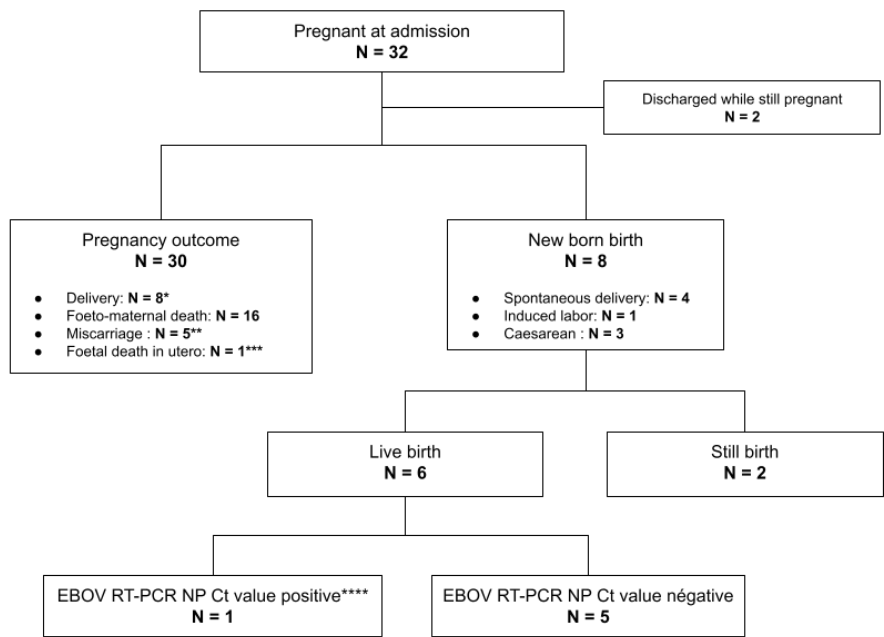 Pregnant at admission
N = 32
Discharged while still pregnant
N = 2
Pregnancy outcome
N = 30
● Delivery: N = 8*
● Foeto-maternal death: N = 16
● Miscarriage : N = 5**
● Foetal death in utero: N = 1***
New born birth
N = 8
● Spontaneous delivery: N = 4
● Induced labor: N = 1
● Caesarean : N = 3
Live birth
N = 6
Still birth
N = 2
EBOV RT-PCR NP Ct value positive****
N = 1
EBOV RT-PCR NP Ct value négative
N = 5